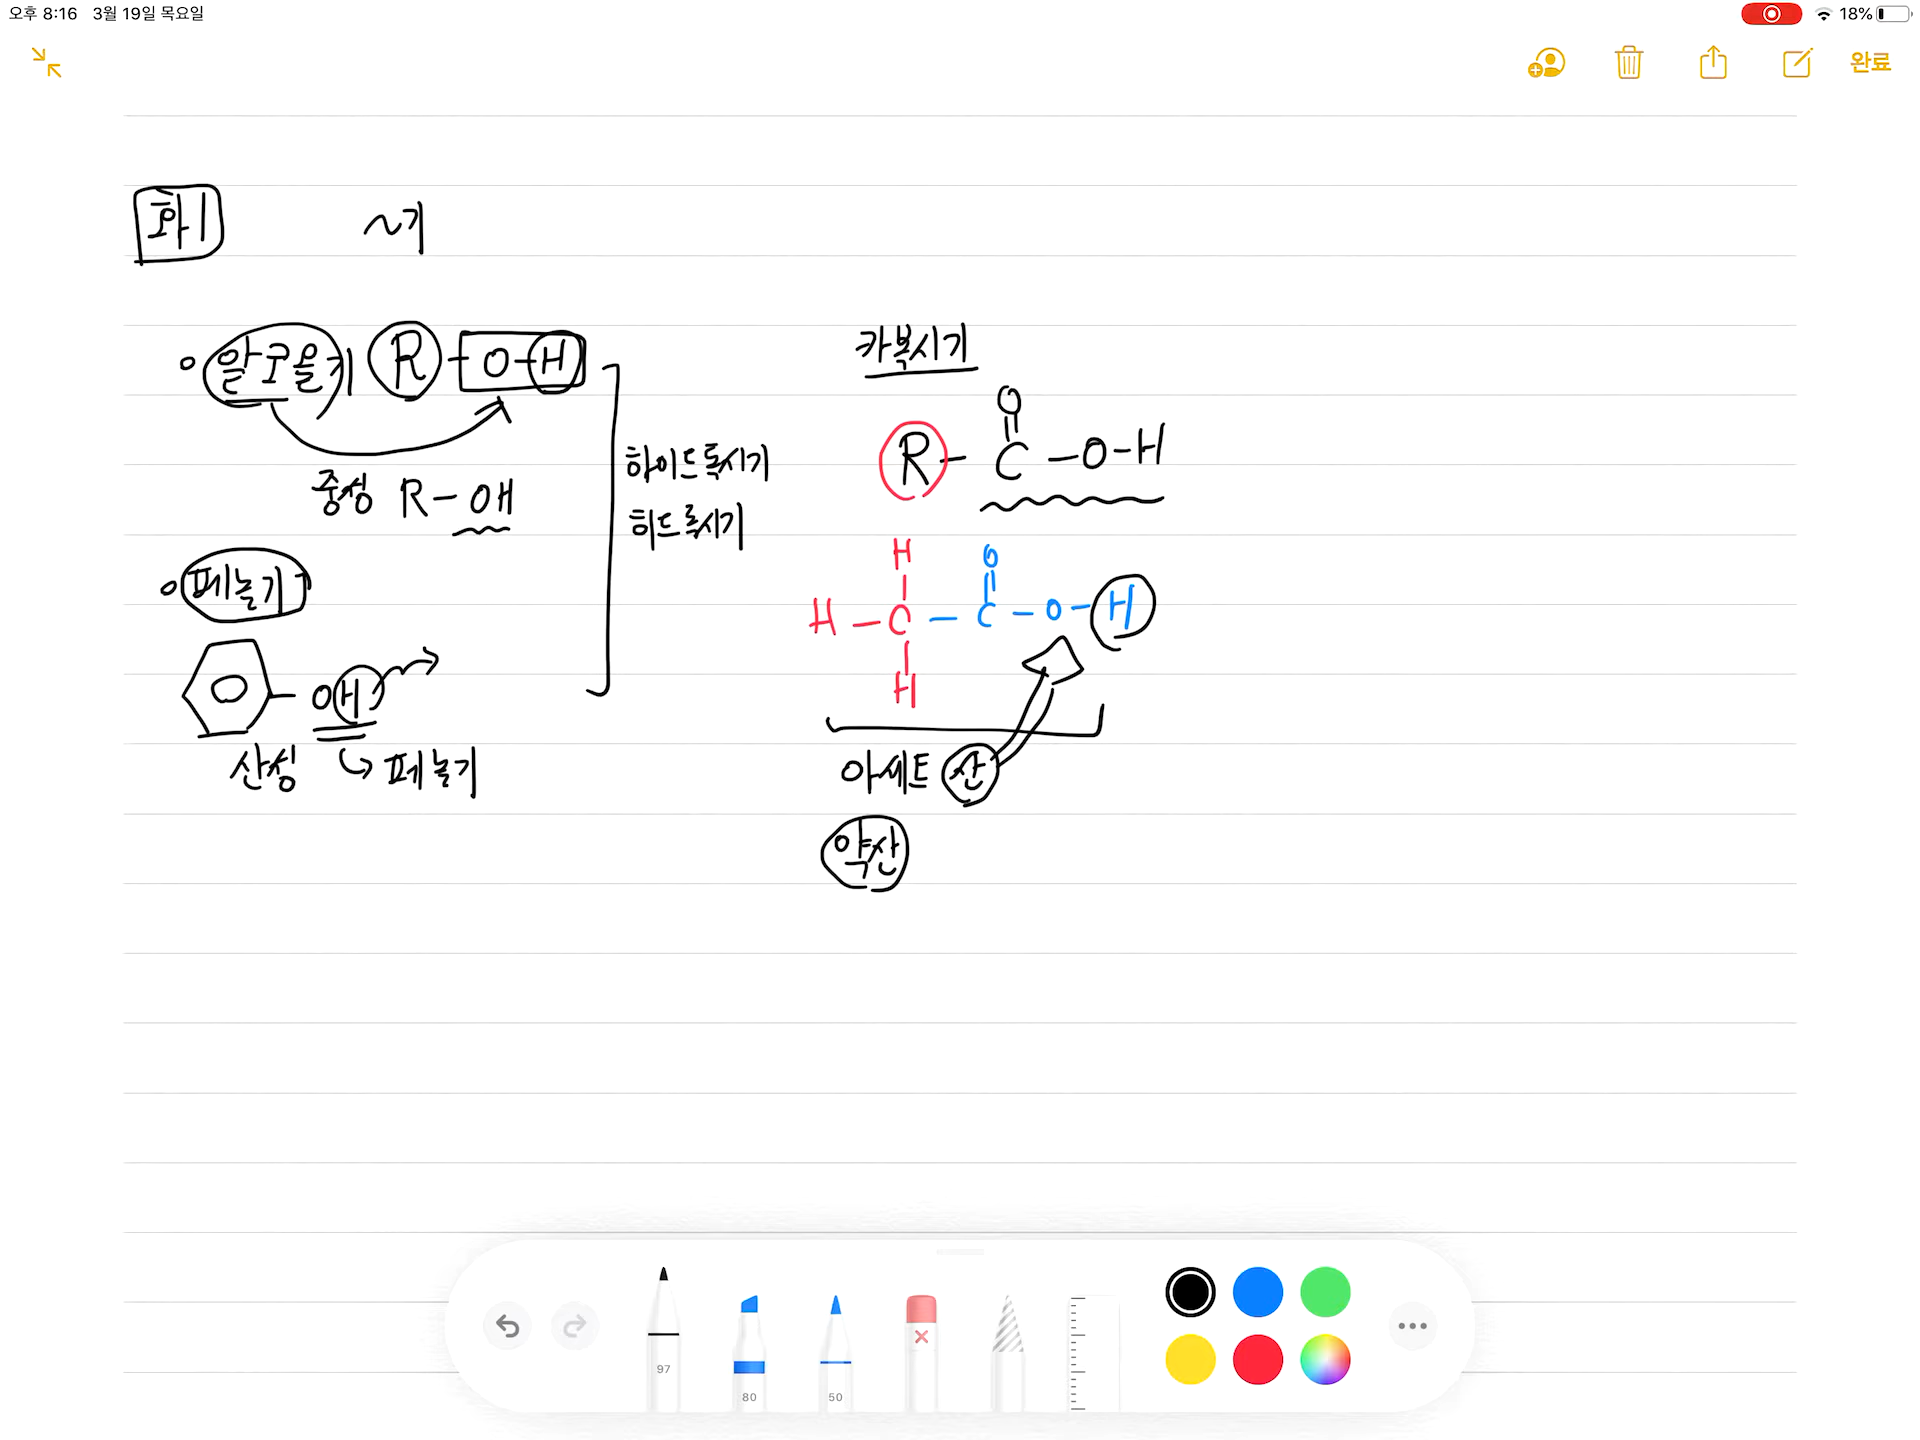 오후 8:16 3월 19일 목요일
18%
완료
화1 ~기
알코올기 R-O-H
중성 R-OH
하이드록시기
히드록시기
페놀기
OH
산성 페놀기
카복시기
O
R-C-O-H
H O
H-C-C-O-H
H
아세트산
약산
97
80
50